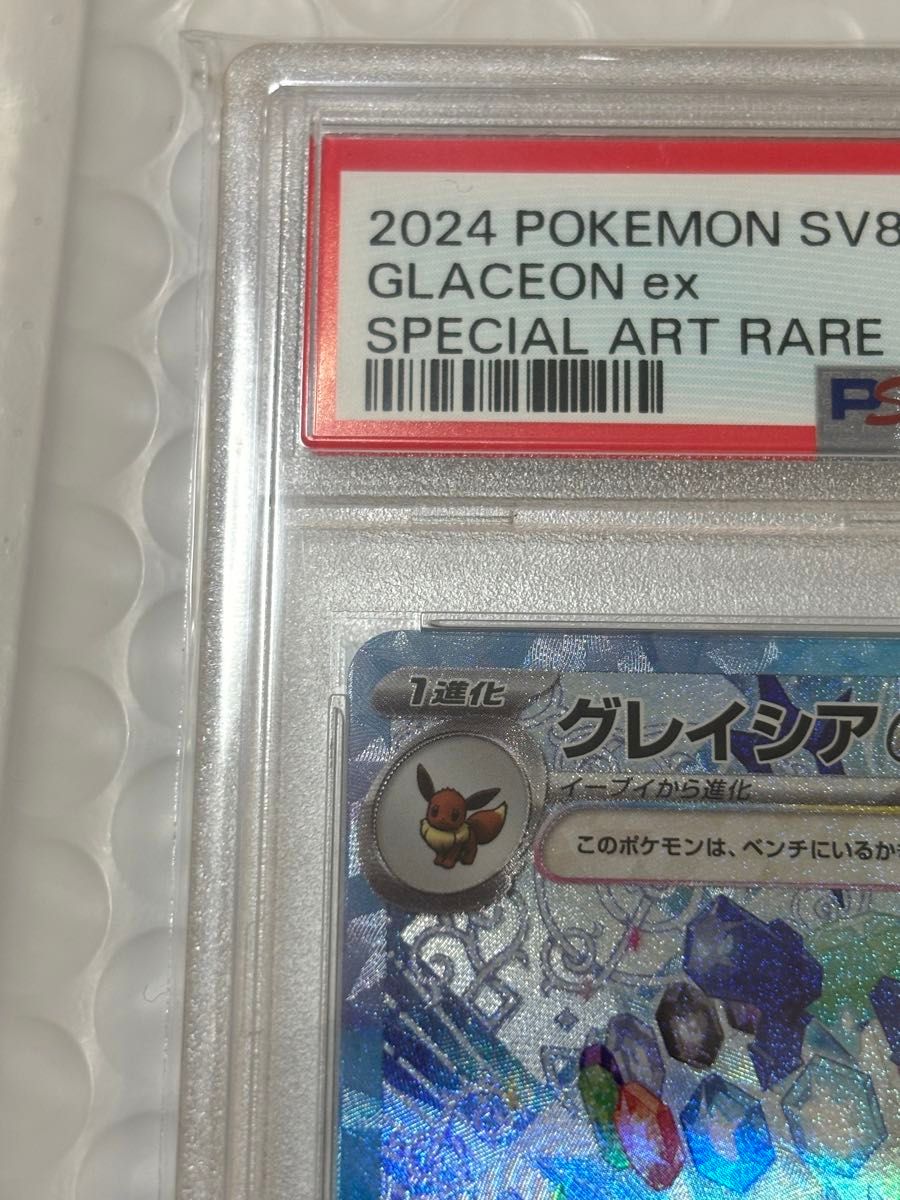 2024 POKEMON SV8
GLACEON ex
SPECIAL ART RARE
PS
1進化
グレイシア
イーブイから進化
このポケモンは、ベンチにいるか